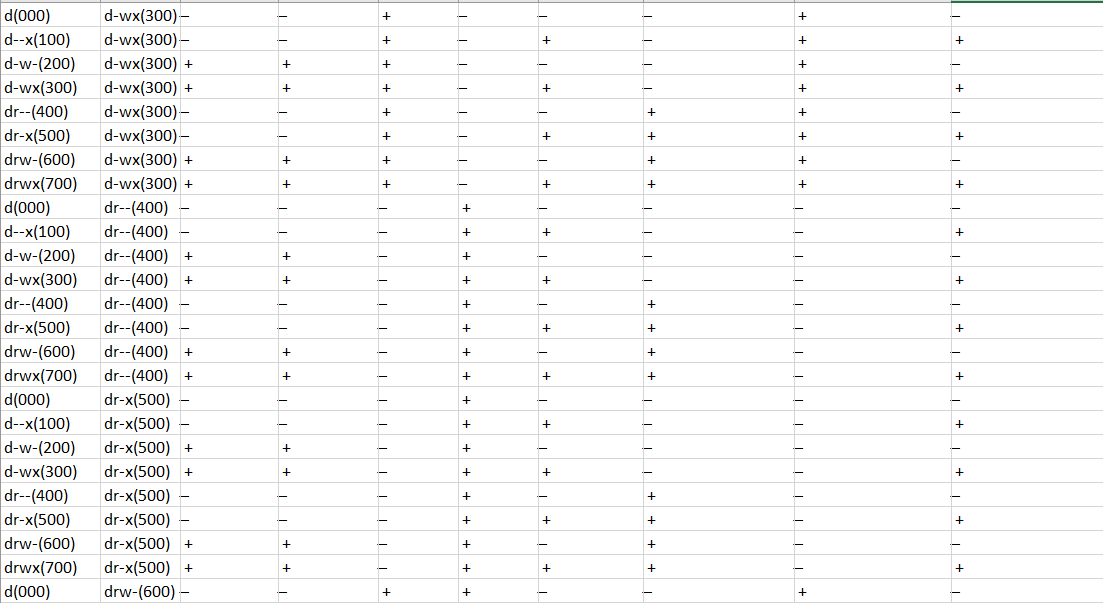 d(000) d-wx(300) – – + – – – + –
d--x(100) d-wx(300) – – + – + – + +
d-w-(200) d-wx(300) + + + – – – + –
d-wx(300) d-wx(300) + + + – + – + +
dr--(400) d-wx(300) – – + – – + + –
dr-x(500) d-wx(300) – – + – + + + +
drw-(600) d-wx(300) + + + – – + + –
drwx(700) d-wx(300) + + + – + + + +
d(000) dr--(400) – – – + – – – –
d--x(100) dr--(400) – – – + + – – +
d-w-(200) dr--(400) + + – + – – – –
d-wx(300) dr--(400) + + – + + – – +
dr--(400) dr--(400) – – – + – + – –
dr-x(500) dr--(400) – – – + + + – +
drw-(600) dr--(400) + + – + – + – –
drwx(700) dr--(400) + + – + + + – +
d(000) dr-x(500) – – – + – – – –
d--x(100) dr-x(500) – – – + + – – +
d-w-(200) dr-x(500) + + – + – – – –
d-wx(300) dr-x(500) + + – + + – – +
dr--(400) dr-x(500) – – – + – + – –
dr-x(500) dr-x(500) – – – + + + – +
drw-(600) dr-x(500) + + – + – + – –
drwx(700) dr-x(500) + + – + + + – +
d(000) drw-(600) – – + + – – + –